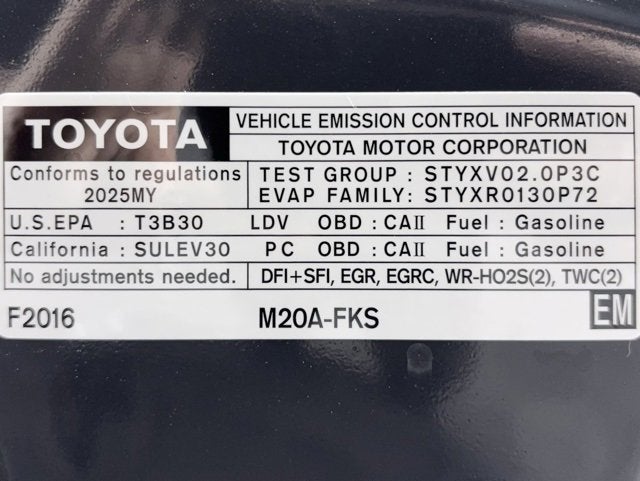 TOYOTA
VEHICLE EMISSION CONTROL INFORMATION
TOYOTA MOTOR CORPORATION
Conforms to regulations
2025MY
TEST GROUP : STYXV02.0P3C
EVAP FAMILY: STYXR0130P72
U.S.EPA : T3B30 LDV OBD : CAII Fuel : Gasoline
California : SULEV30 PC OBD : CAII Fuel : Gasoline
No adjustments needed. DFI+SFI, EGR, EGRC, WR-HO2S(2), TWC(2)
F2016 M20A-FKS EM